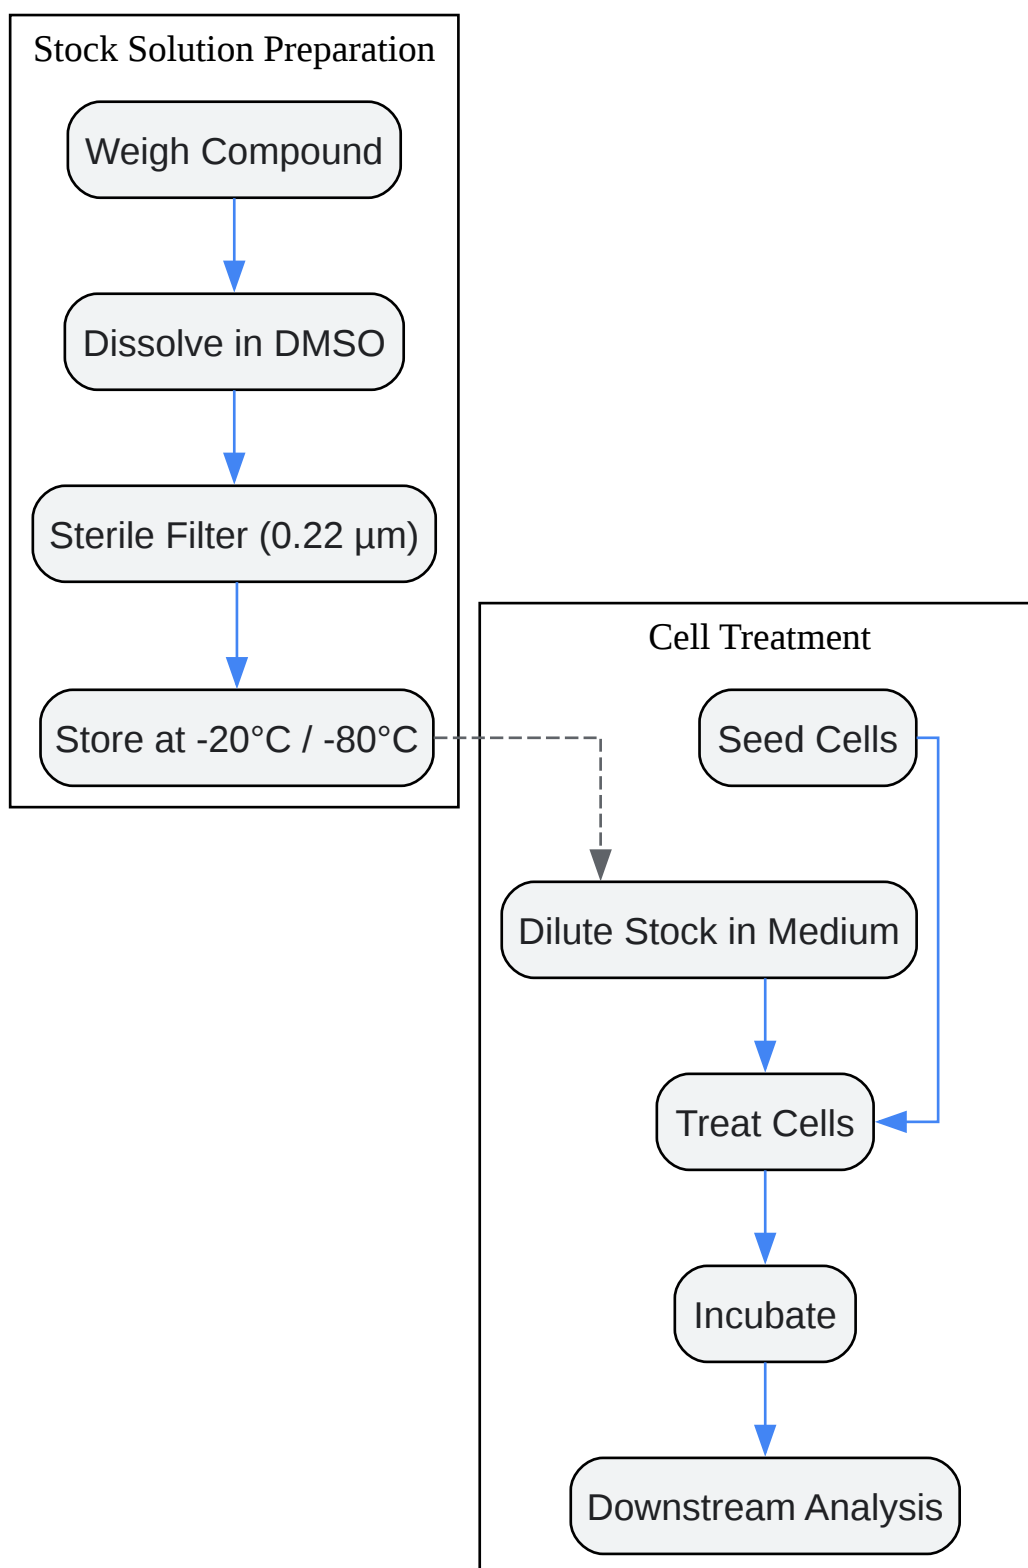 Stock Solution Preparation
Weigh Compound
Dissolve in DMSO
Sterile Filter (0.22 µm)
Store at -20°C / -80°C
Cell Treatment
Seed Cells
Dilute Stock in Medium
Treat Cells
Incubate
Downstream Analysis